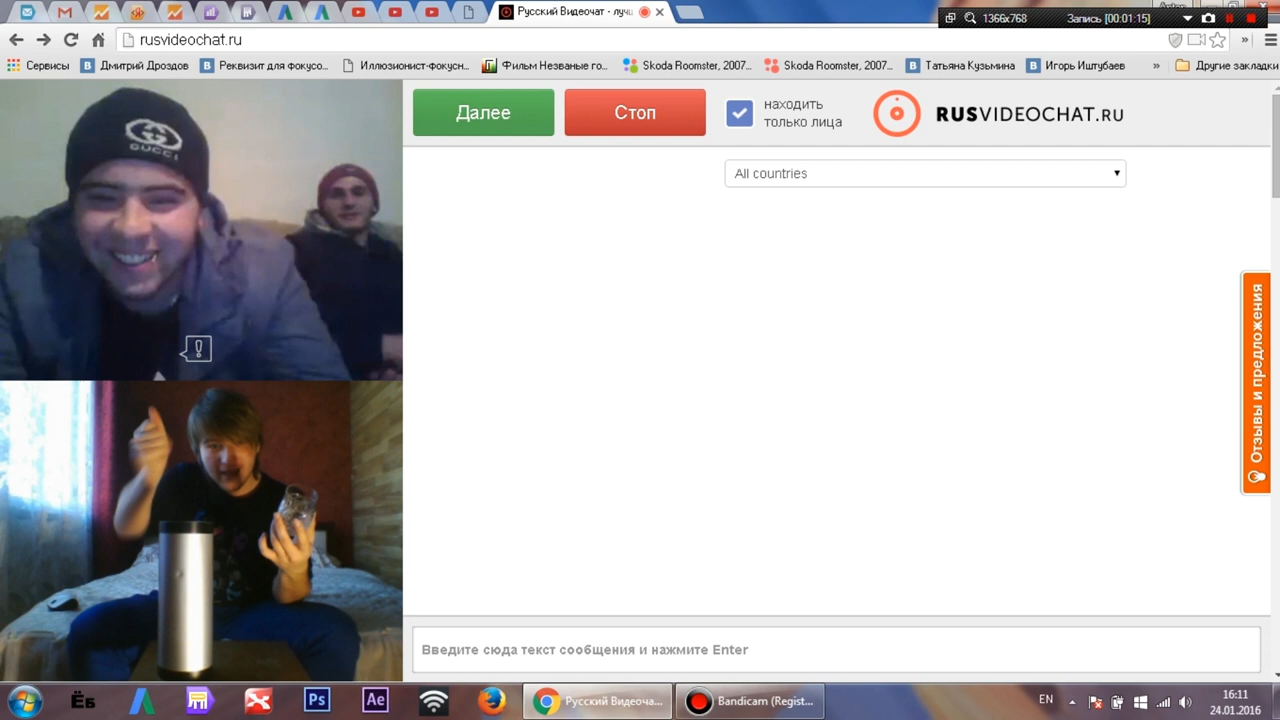 Русский Видеочат - луч
1366x768
Запись [00:01:15]
rusvideochat.ru
Сервисы
Дмитрий Дроздов
Реквизит для фокусо...
Иллюзионист-фокусн...
Фильм Незваные го...
Skoda Roomster, 2007...
Skoda Roomster, 2007...
Татьяна Кузьмина
Игорь Иштубаев
»
Другие закладки
Далее
Стоп
находить
только лица
RUSVIDEOCHAT.RU
All countries
GUCCI
Отзывы и предложения
Введите сюда текст сообщения и нажмите Enter
ЁБ
Ps
Ae
Русский Видеоча...
Bandicam (Regist...
EN
16:11
24.01.2016